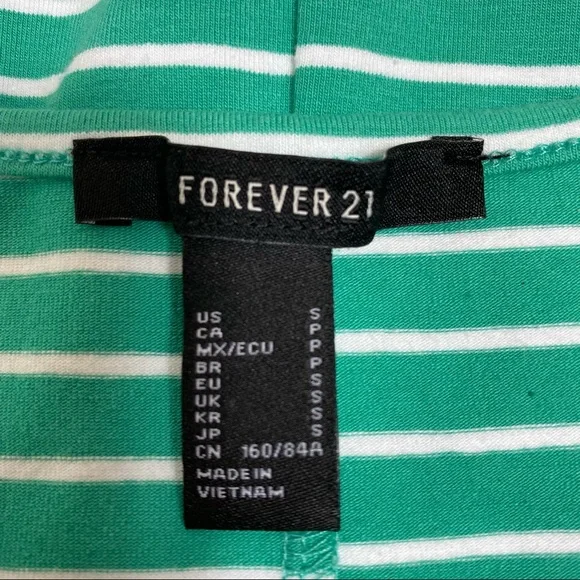 FOREVER 21
US S
CA P
MX/ECU P
BR P
EU S
UK S
KR S
JP S
CN 160/84A
MADE IN
VIETNAM